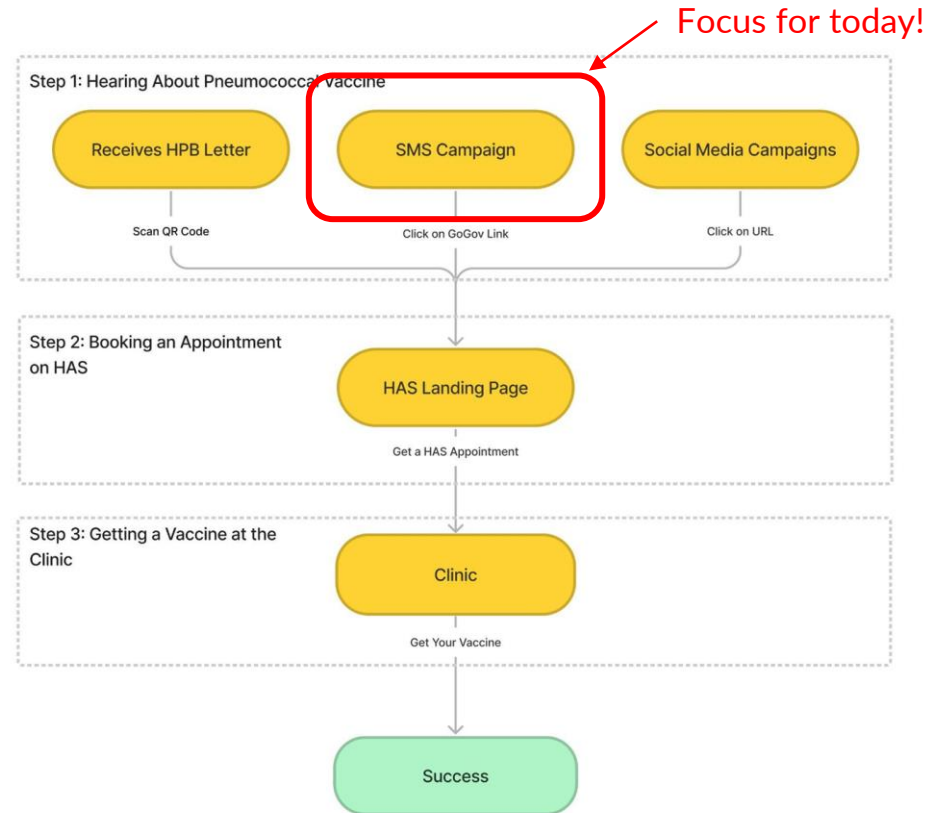 Focus for today!
Step 1: Hearing About Pneumococcal Vaccine
Receives HPB Letter
SMS Campaign
Social Media Campaigns
Scan QR Code
Click on GoGov Link
Click on URL
Step 2: Booking an Appointment
on HAS
HAS Landing Page
Get a HAS Appointment
Step 3: Getting a Vaccine at the
Clinic
Clinic
Get Your Vaccine
Success